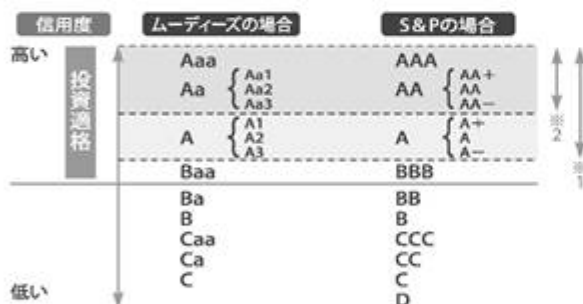 信用度 ムーディーズの場合 S&Pの場合
高い
投資適格
Aaa AAA
Aa { Aa1 Aa2 Aa3 AA { AA+ AA AA−
A { A1 A2 A3 A { A+ A A−
Baa BBB
※2
※1
Ba BB
B B
Caa CCC
Ca CC
C C
低い D